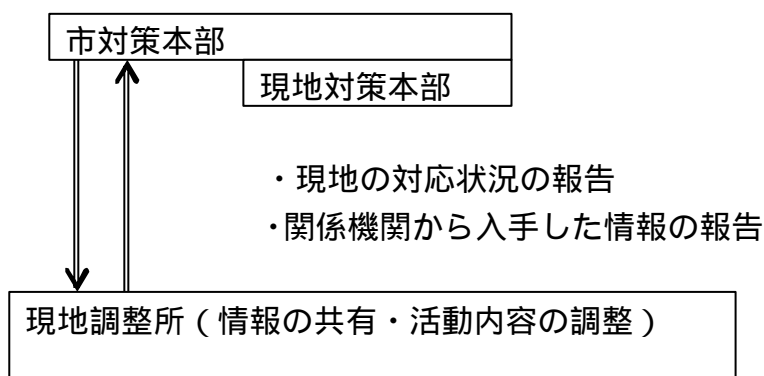 市対策本部
現地対策本部
・現地の対応状況の報告
・関係機関から入手した情報の報告
現地調整所（情報の共有・活動内容の調整）